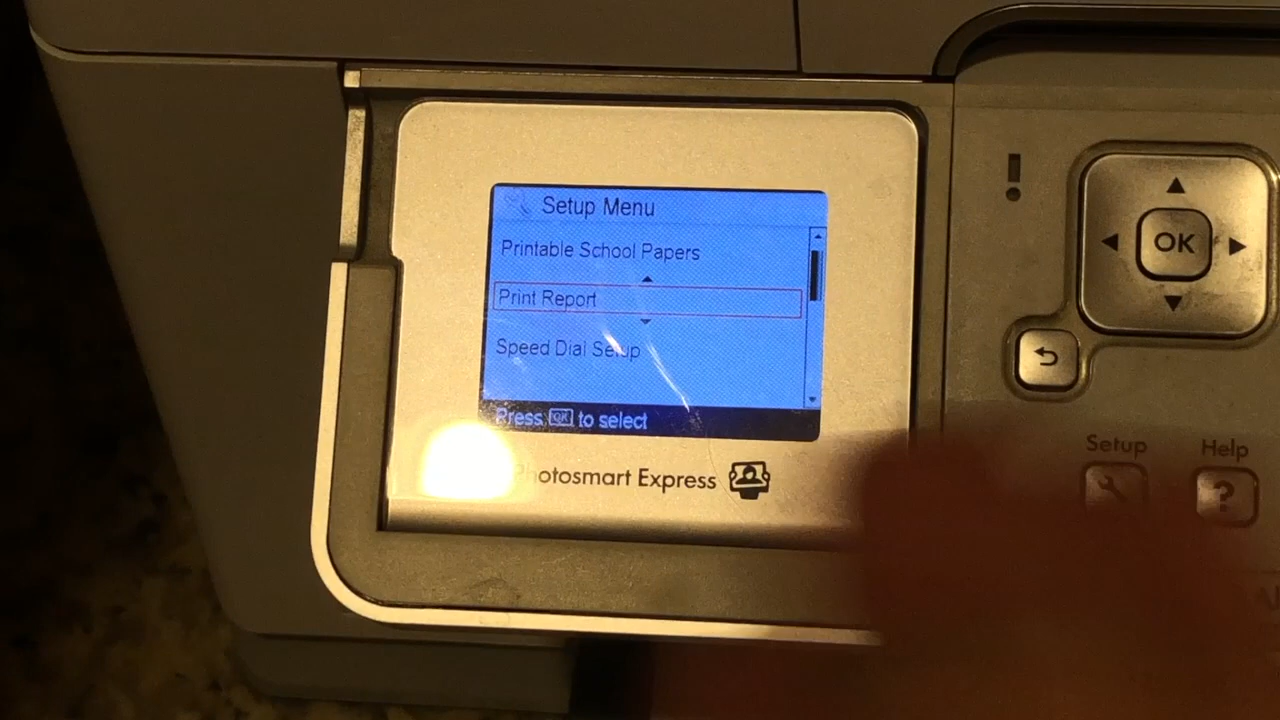 Setup Menu
Printable School Papers
Print Report
Speed Dial Setup
Press OK to select
Photosmart Express
OK
Setup
Help
?
!